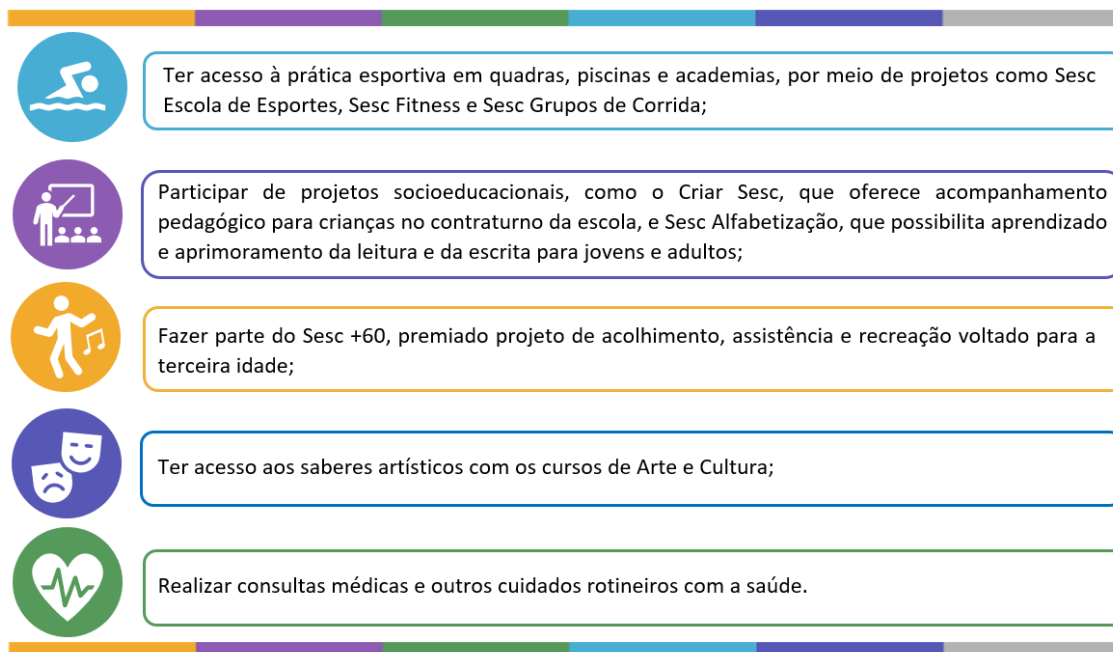 Ter acesso à prática esportiva em quadras, piscinas e academias, por meio de projetos como Sesc
Escola de Esportes, Sesc Fitness e Sesc Grupos de Corrida;
Participar de projetos socioeducacionais, como o Criar Sesc, que oferece acompanhamento
pedagógico para crianças no contraturno da escola, e Sesc Alfabetização, que possibilita aprendizado
e aprimoramento da leitura e da escrita para jovens e adultos;
Fazer parte do Sesc +60, premiado projeto de acolhimento, assistência e recreação voltado para a
terceira idade;
Ter acesso aos saberes artísticos com os cursos de Arte e Cultura;
Realizar consultas médicas e outros cuidados rotineiros com a saúde.